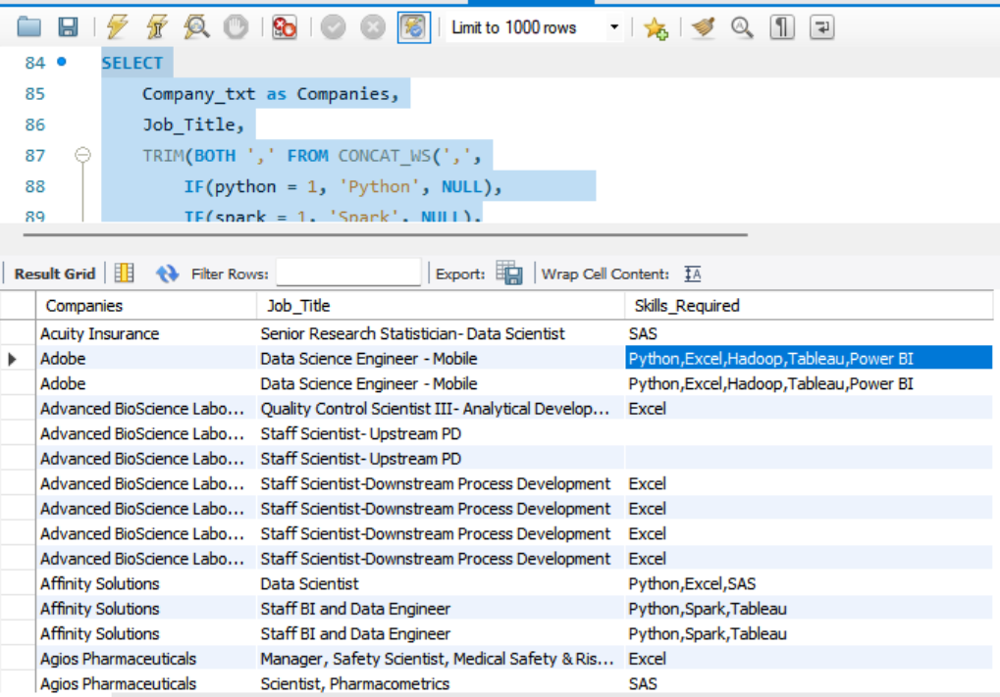 Limit to 1000 rows
84 SELECT
85 Company_txt as Companies,
86 Job_Title,
87 TRIM(BOTH ',' FROM CONCAT_WS(',',
88 IF(python = 1, 'Python', NULL),
89 IF(spark = 1, 'Spark', NULL),
Result Grid Filter Rows: Export: Wrap Cell Content: IA
Companies Job_Title Skills_Required
Acuity Insurance Senior Research Statistician- Data Scientist SAS
Adobe Data Science Engineer - Mobile Python,Excel,Hadoop,Tableau,Power BI
Adobe Data Science Engineer - Mobile Python,Excel,Hadoop,Tableau,Power BI
Advanced BioScience Labo... Quality Control Scientist III- Analytical Develop... Excel
Advanced BioScience Labo... Staff Scientist- Upstream PD
Advanced BioScience Labo... Staff Scientist- Upstream PD
Advanced BioScience Labo... Staff Scientist-Downstream Process Development Excel
Advanced BioScience Labo... Staff Scientist-Downstream Process Development Excel
Advanced BioScience Labo... Staff Scientist-Downstream Process Development Excel
Advanced BioScience Labo... Staff Scientist-Downstream Process Development Excel
Affinity Solutions Data Scientist Python,Excel,SAS
Affinity Solutions Staff BI and Data Engineer Python,Spark,Tableau
Affinity Solutions Staff BI and Data Engineer Python,Spark,Tableau
Agios Pharmaceuticals Manager, Safety Scientist, Medical Safety & Ris... Excel
Agios Pharmaceuticals Scientist, Pharmacometrics SAS